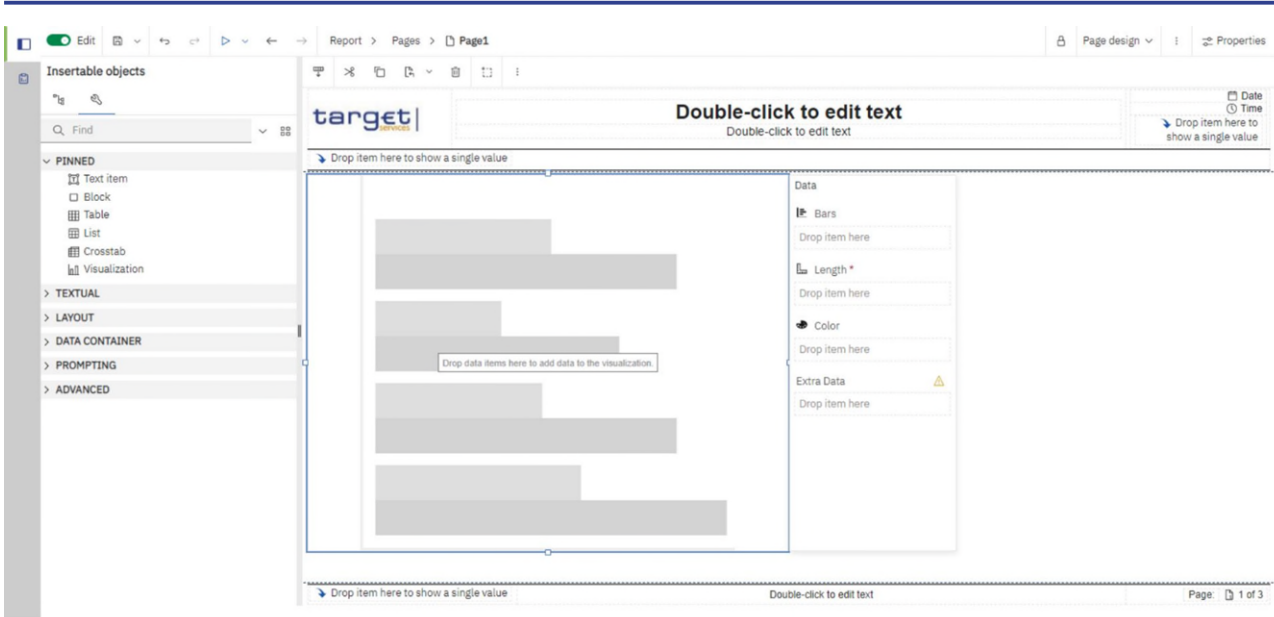 Edit
Report > Pages > Page1
Page design
Properties
Insertable objects
Find
PINNED
Text item
Block
Table
List
Crosstab
Visualization
TEXTUAL
LAYOUT
DATA CONTAINER
PROMPTING
ADVANCED
target|
services
Double-click to edit text
Double-click to edit text
Date
Time
Drop item here to
show a single value
Drop item here to show a single value
Drop data items here to add data to the visualization.
Data
Bars
Drop item here
Length *
Drop item here
Color
Drop item here
Extra Data
Drop item here
Drop item here to show a single value
Double-click to edit text
Page: 1 of 3